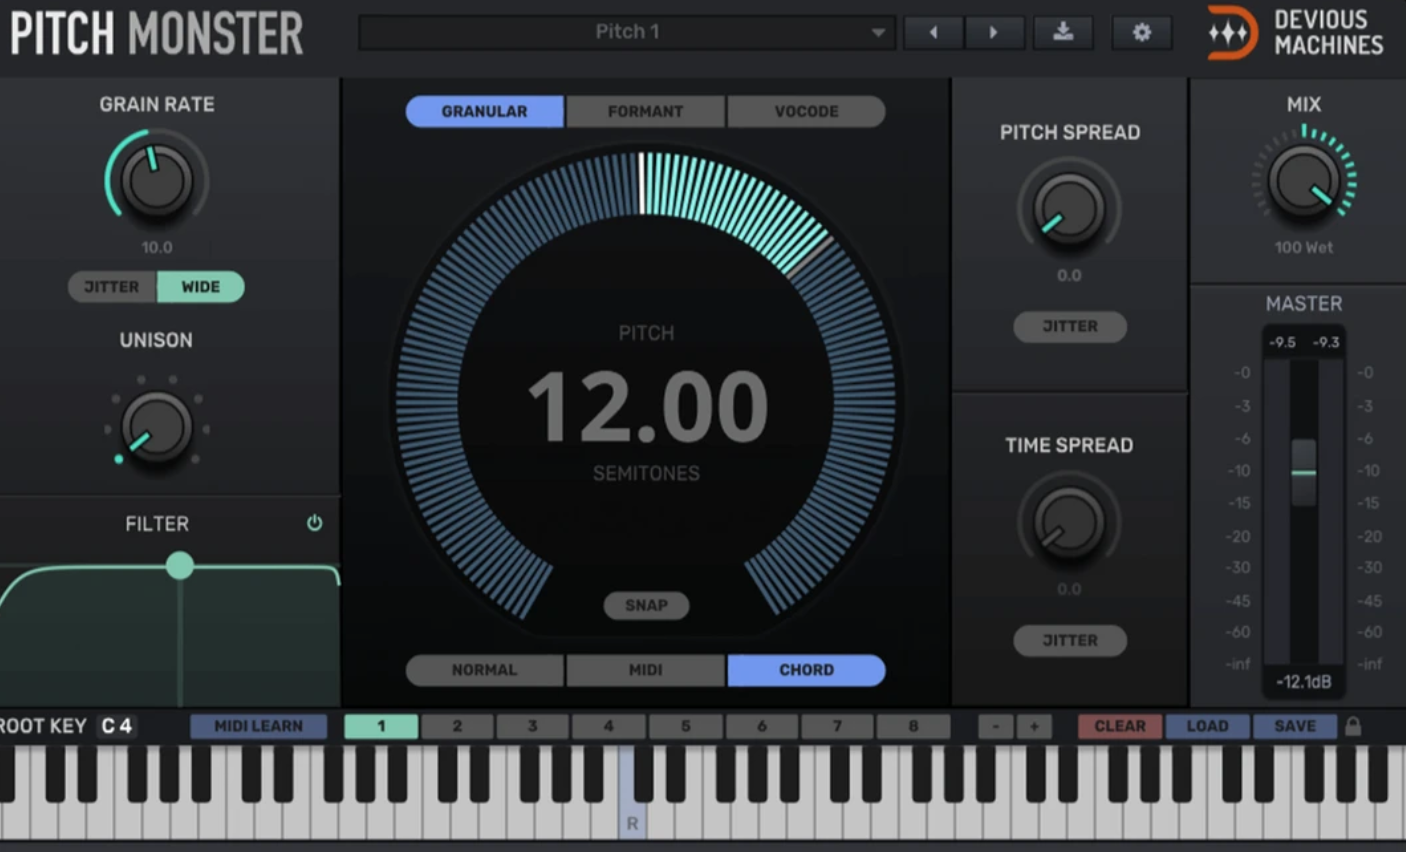 PITCH MONSTER
Pitch 1
DEVIOUS
MACHINES
GRAIN RATE
10.0
JITTER WIDE
UNISON
FILTER
GRANULAR FORMANT VOCODE
PITCH
12.00
SEMITONES
SNAP
NORMAL MIDI CHORD
PITCH SPREAD
0.0
JITTER
TIME SPREAD
0.0
JITTER
MIX
100 Wet
MASTER
-9.5 -9.3
-0 -0
-3 -3
-6 -6
-10 -10
-15 -15
-20 -20
-30 -30
-45 -45
-60 -60
-inf -inf
-12.1dB
ROOT KEY C 4 MIDI LEARN 1 2 3 4 5 6 7 8 - + CLEAR LOAD SAVE
R